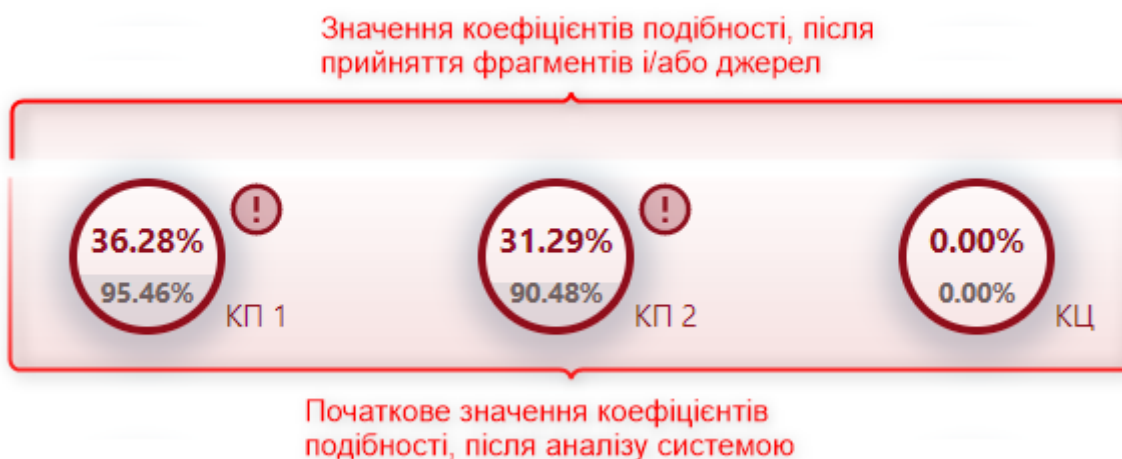 Значення коефіцієнтів подібності, після
прийняття фрагментів і/або джерел
36.28%
95.46%
!
КП 1
31.29%
90.48%
!
КП 2
0.00%
0.00%
КЦ
Початкове значення коефіцієнтів
подібності, після аналізу системою